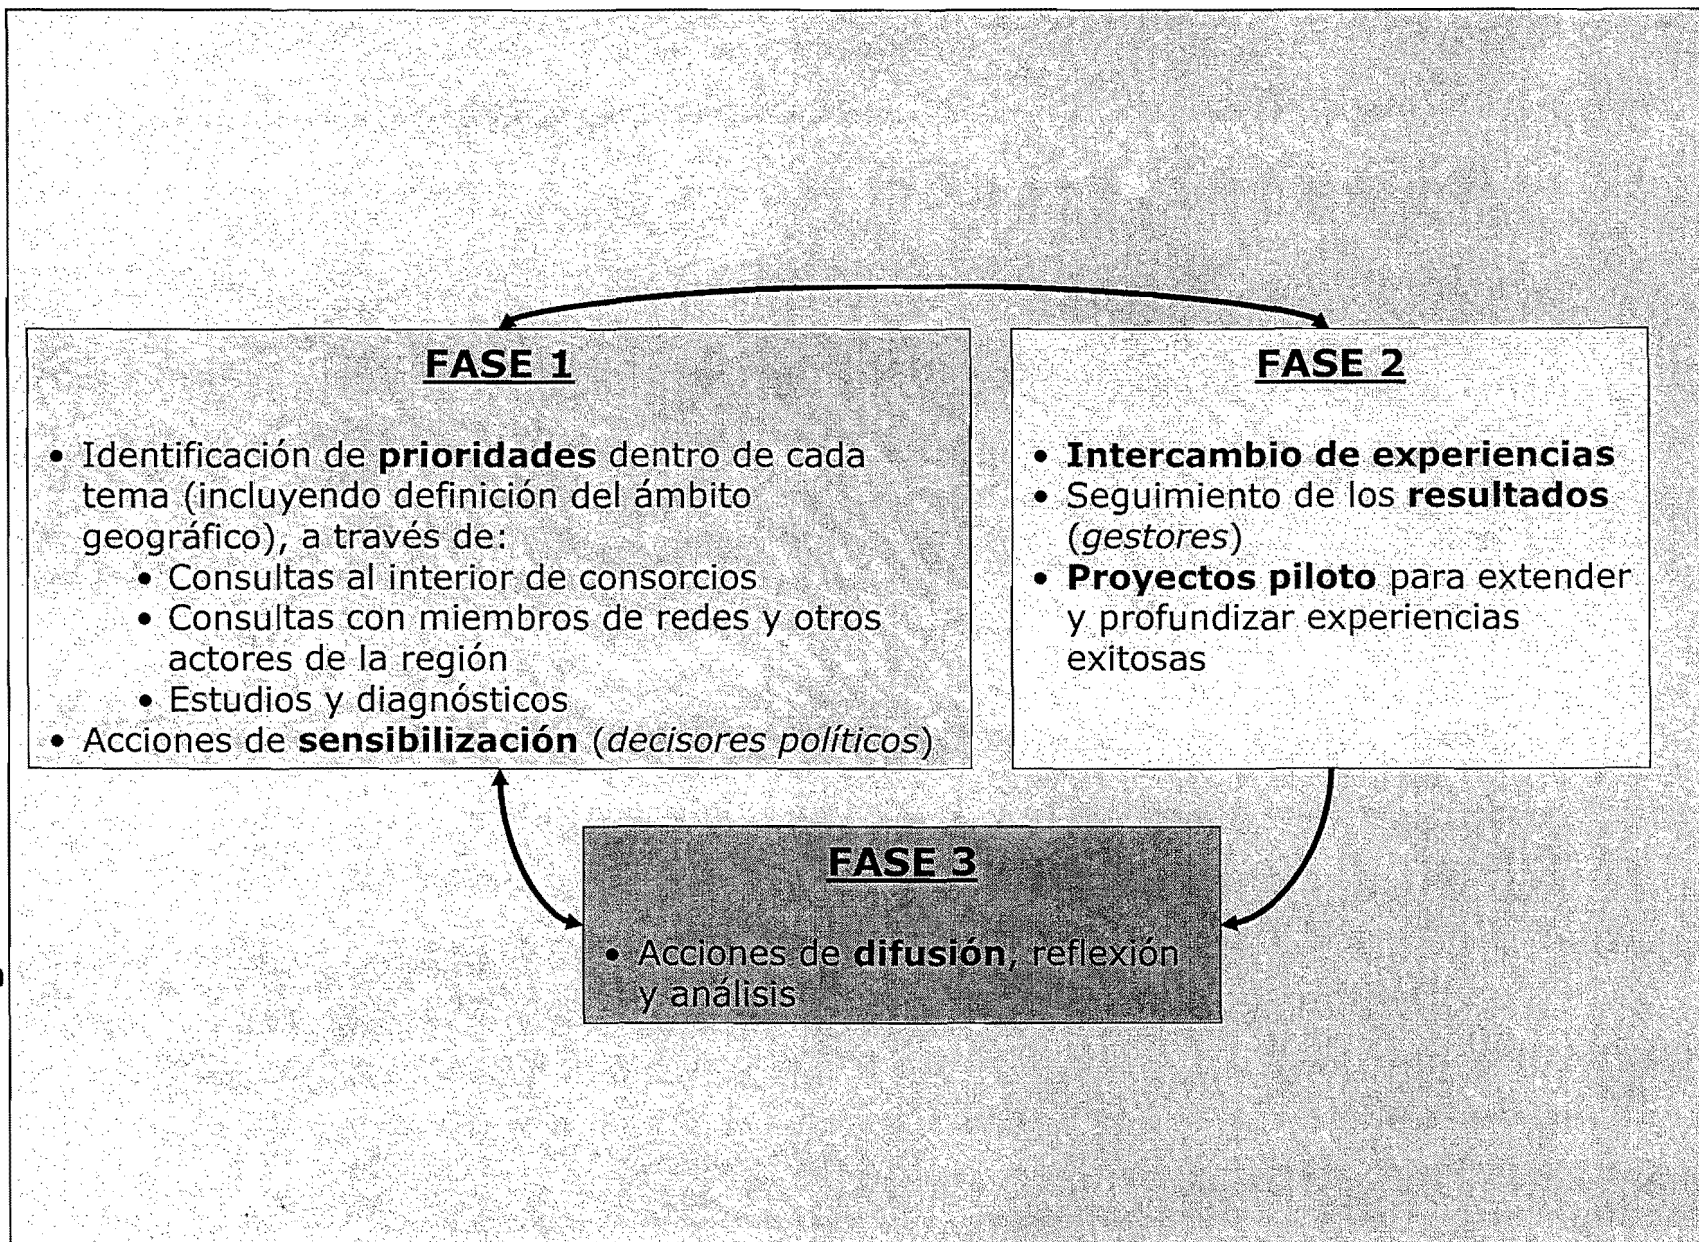 FASE 1
• Identificación de prioridades dentro de cada
tema (incluyendo definición del ámbito
geográfico), a través de:
• Consultas al interior de consorcios
• Consultas con miembros de redes y otros
actores de la región
• Estudios y diagnósticos
• Acciones de sensibilización (decisores políticos)
FASE 2
• Intercambio de experiencias
• Seguimiento de los resultados
(gestores)
• Proyectos piloto para extender
y profundizar experiencias
exitosas
FASE 3
• Acciones de difusión, reflexión
y análisis